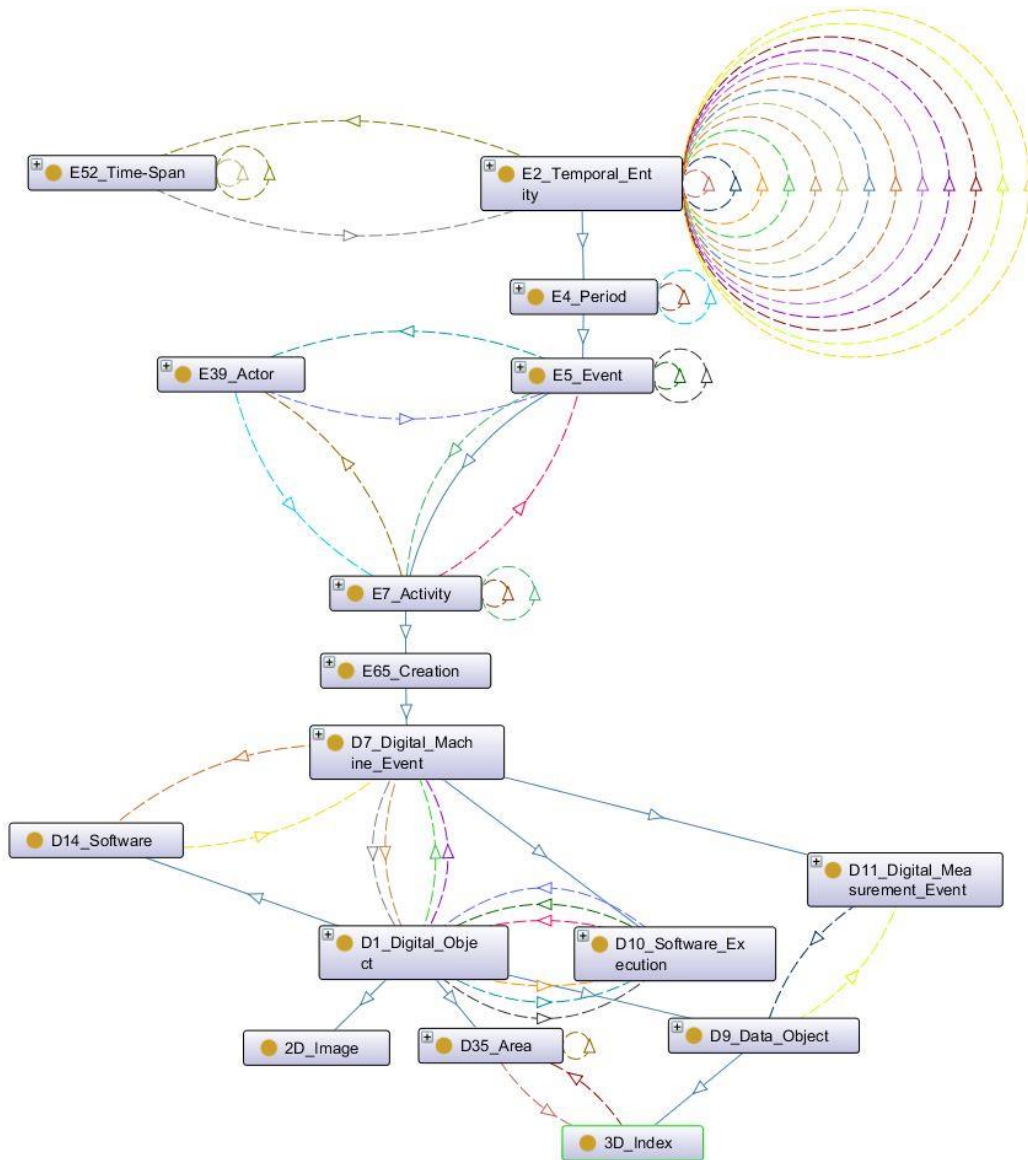 E52_Time-Span
E2_Temporal_Ent
ity
E4_Period
E39_Actor
E5_Event
E7_Activity
E65_Creation
D7_Digital_Mach
ine_Event
D14_Software
D11_Digital_Mea
surement_Event
D1_Digital_Obje
ct
D10_Software_Ex
ecution
2D_Image
D35_Area
D9_Data_Object
3D_Index